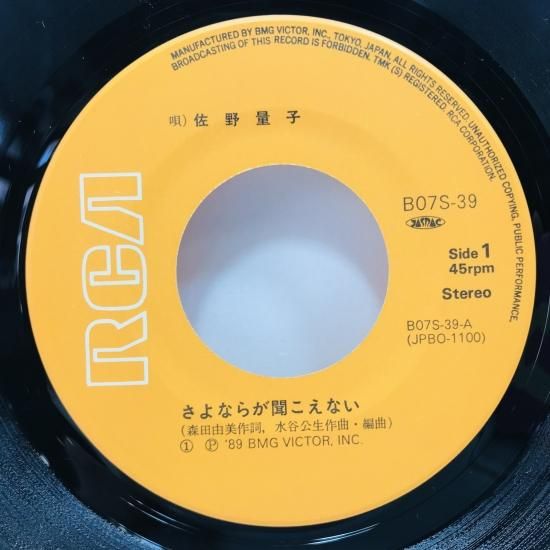 MANUFACTURED BY BMG VICTOR, INC., TOKYO, JAPAN. ALL RIGHTS RESERVED. UNAUTHORIZED COPYING, PUBLIC PERFORMANCE,
BROADCASTING OF THIS RECORD IS FORBIDDEN. TMK (S) REGISTERED. RCA CORPORATION.
唄) 佐野量子
RCA
B07S-39
JASRAC
Side 1
45rpm
Stereo
B07S-39-A
(JPBO-1100)
さよならが聞こえない
(森田由美作詞, 水谷公生作曲・編曲)
① Ⓟ '89 BMG VICTOR, INC.